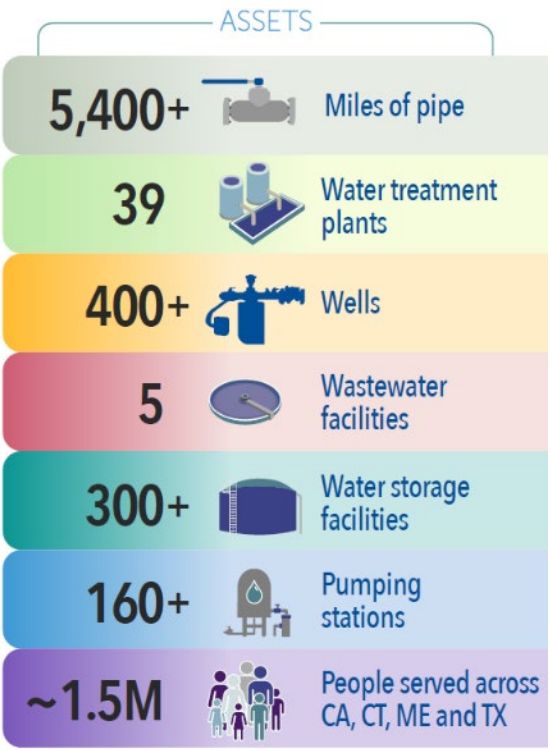 ASSETS
5,400+ Miles of pipe
39 Water treatment
plants
400+ Wells
5 Wastewater
facilities
300+ Water storage
facilities
160+ Pumping
stations
~1.5M People served across
CA, CT, ME and TX